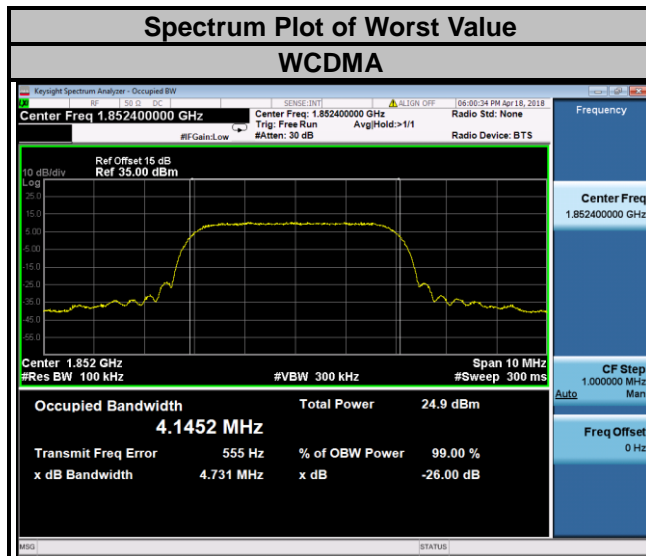 Spectrum Plot of Worst Value
WCDMA
Keysight Spectrum Analyzer - Occupied BW
RF 50 Ω DC SENSE:INT ALIGN OFF 06:00:34 PM Apr 18, 2018
Center Freq 1.852400000 GHz
Center Freq: 1.852400000 GHz Radio Std: None
Trig: Free Run Avg|Hold:>1/1
#IFGain:Low #Atten: 30 dB Radio Device: BTS
Ref Offset 15 dB
10 dB/div Ref 35.00 dBm
Log
25.0
15.0
5.00
-5.00
-15.0
-25.0
-35.0
-45.0
-55.0
Center 1.852 GHz Span 10 MHz
#Res BW 100 kHz #VBW 300 kHz #Sweep 300 ms
Occupied Bandwidth Total Power 24.9 dBm
4.1452 MHz
Transmit Freq Error 555 Hz % of OBW Power 99.00 %
x dB Bandwidth 4.731 MHz x dB -26.00 dB
MSG STATUS
Frequency
Center Freq
1.852400000 GHz
CF Step
1.000000 MHz
Auto Man
Freq Offset
0 Hz